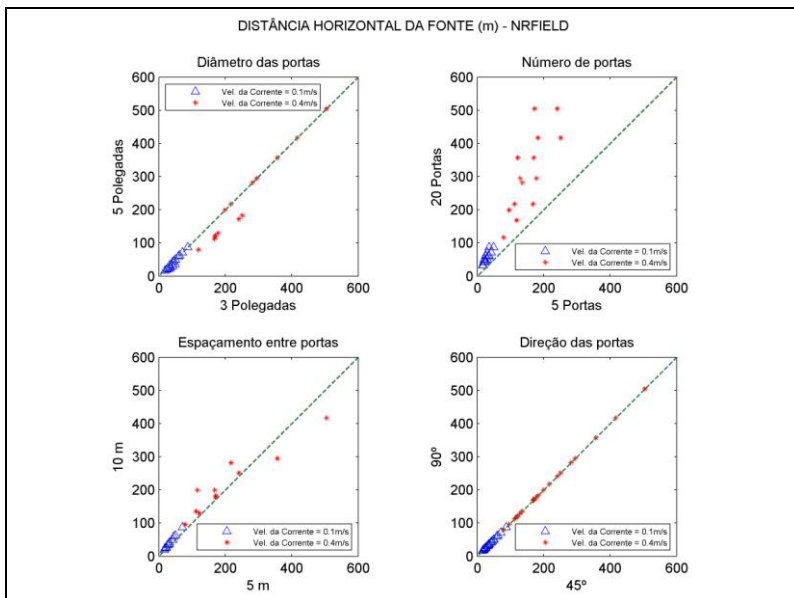 DISTÂNCIA HORIZONTAL DA FONTE (m) - NRFIELD
Diâmetro das portas
600
500
400
300
200
100
0
5 Polegadas
Vel. da Corrente = 0.1m/s
Vel. da Corrente = 0.4m/s
0 200 400 600
3 Polegadas
Número de portas
600
500
400
300
200
100
0
20 Portas
Vel. da Corrente = 0.1m/s
Vel. da Corrente = 0.4m/s
0 200 400 600
5 Portas
Espaçamento entre portas
600
500
400
300
200
100
0
10 m
Vel. da Corrente = 0.1m/s
Vel. da Corrente = 0.4m/s
0 200 400 600
5 m
Direção das portas
600
500
400
300
200
100
0
90º
Vel. da Corrente = 0.1m/s
Vel. da Corrente = 0.4m/s
0 200 400 600
45º